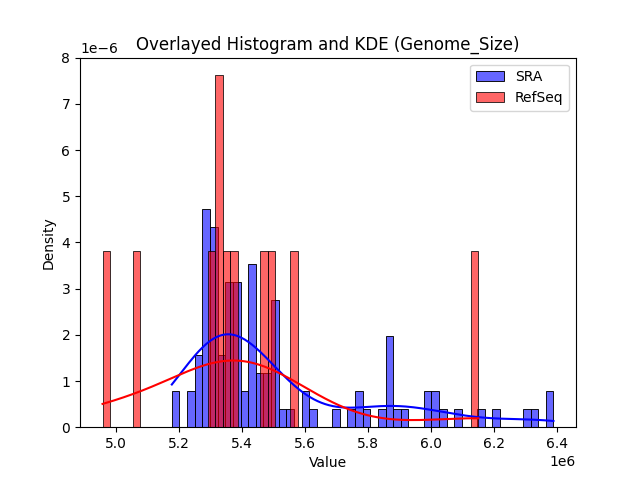 Overlayed Histogram and KDE (Genome_Size)
1e−6
SRA
RefSeq
8
7
6
5
4
3
2
1
0
Density
5.0 5.2 5.4 5.6 5.8 6.0 6.2 6.4
1e6
Value